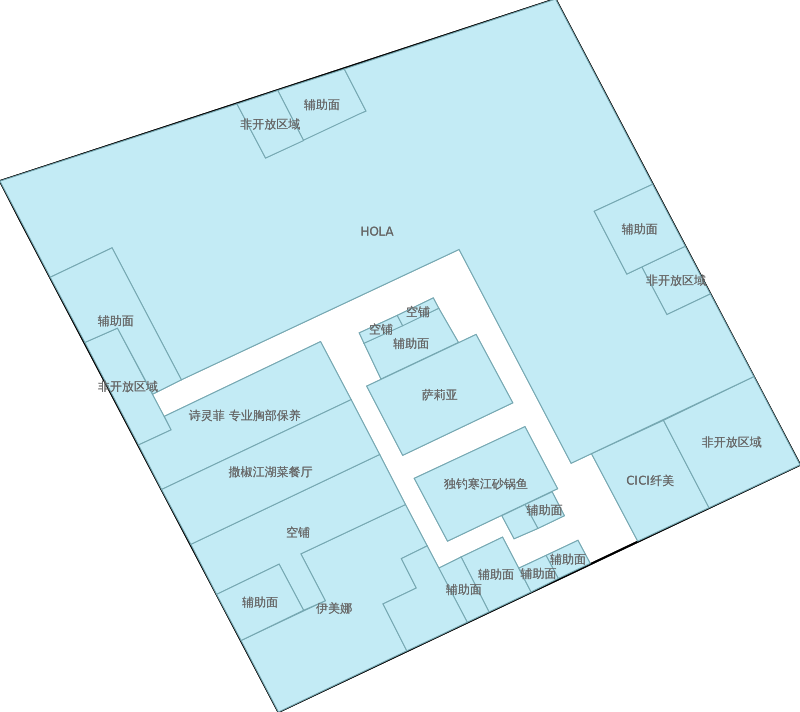 辅助面
非开放区域
HOLA
辅助面
非开放区域
辅助面
非开放区域
空铺
空铺
辅助面
萨莉亚
诗灵菲 专业胸部保养
撒椒江湖菜餐厅
空铺
独钓寒江砂锅鱼
辅助面
CICI纤美
非开放区域
辅助面
伊美娜
辅助面
辅助面
辅助面
辅助面